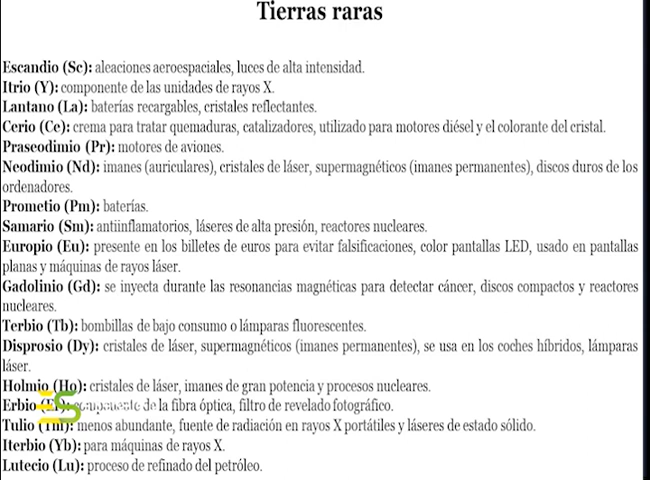 Tierras raras
Escandio (Sc): aleaciones aeroespaciales, luces de alta intensidad.
Itrio (Y): componente de las unidades de rayos X.
Lantano (La): baterías recargables, cristales reflectantes.
Cerio (Ce): crema para tratar quemaduras, catalizadores, utilizado para motores diésel y el colorante del cristal.
Praseodimio (Pr): motores de aviones.
Neodimio (Nd): imanes (auriculares), cristales de láser, supermagnéticos (imanes permanentes), discos duros de los
ordenadores.
Prometio (Pm): baterías.
Samario (Sm): antiinflamatorios, láseres de alta presión, reactores nucleares.
Europio (Eu): presente en los billetes de euros para evitar falsificaciones, color pantallas LED, usado en pantallas
planas y máquinas de rayos láser.
Gadolinio (Gd): se inyecta durante las resonancias magnéticas para detectar cáncer, discos compactos y reactores
nucleares.
Terbio (Tb): bombillas de bajo consumo o lámparas fluorescentes.
Disprosio (Dy): cristales de láser, supermagnéticos (imanes permanentes), se usa en los coches híbridos, lámparas
láser.
Holmio (Ho): cristales de láser, imanes de gran potencia y procesos nucleares.
Erbio de la fibra óptica, filtro de revelado fotográfico.
Tulio (Tm): menos abundante, fuente de radiación en rayos X portátiles y láseres de estado sólido.
Iterbio (Yb): para máquinas de rayos X.
Lutecio (Lu): proceso de refinado del petróleo.